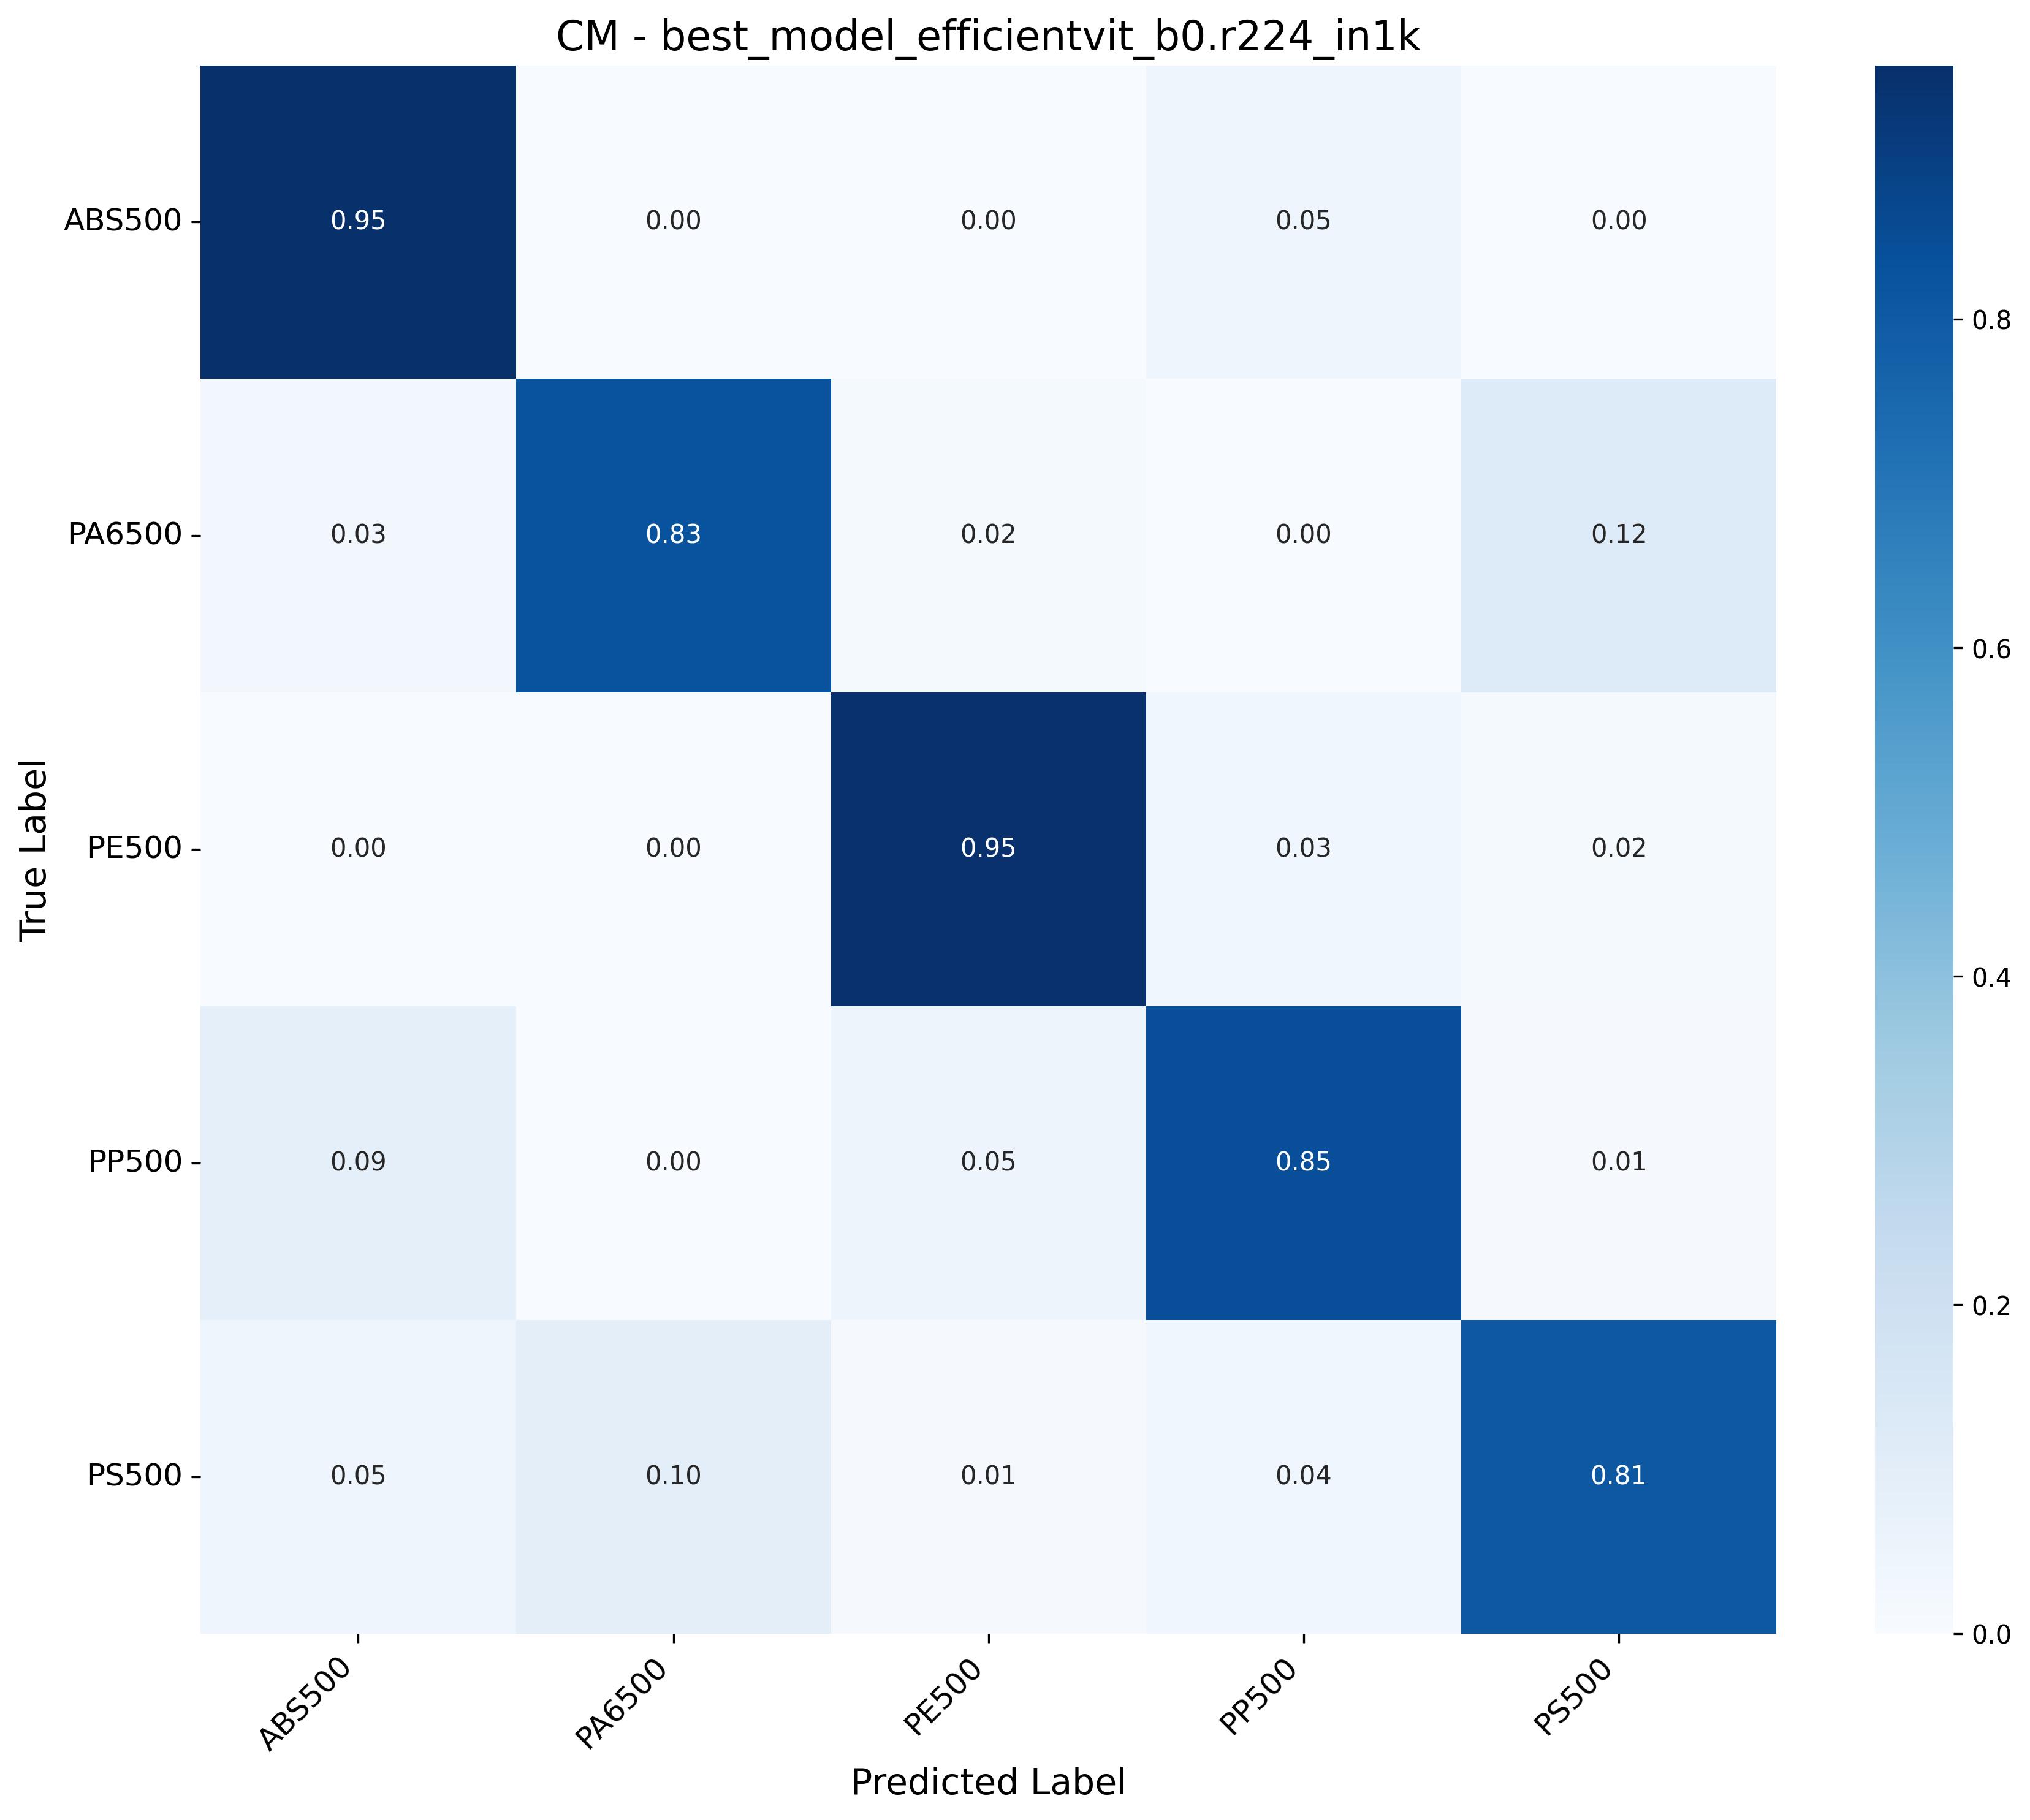 CM - best_model_efficientvit_b0.r224_in1k
True Label
ABS500 0.95 0.00 0.00 0.05 0.00
PA6500 0.03 0.83 0.02 0.00 0.12
PE500 0.00 0.00 0.95 0.03 0.02
PP500 0.09 0.00 0.05 0.85 0.01
PS500 0.05 0.10 0.01 0.04 0.81
ABS500 PA6500 PE500 PP500 PS500
Predicted Label
0.8
0.6
0.4
0.2
0.0